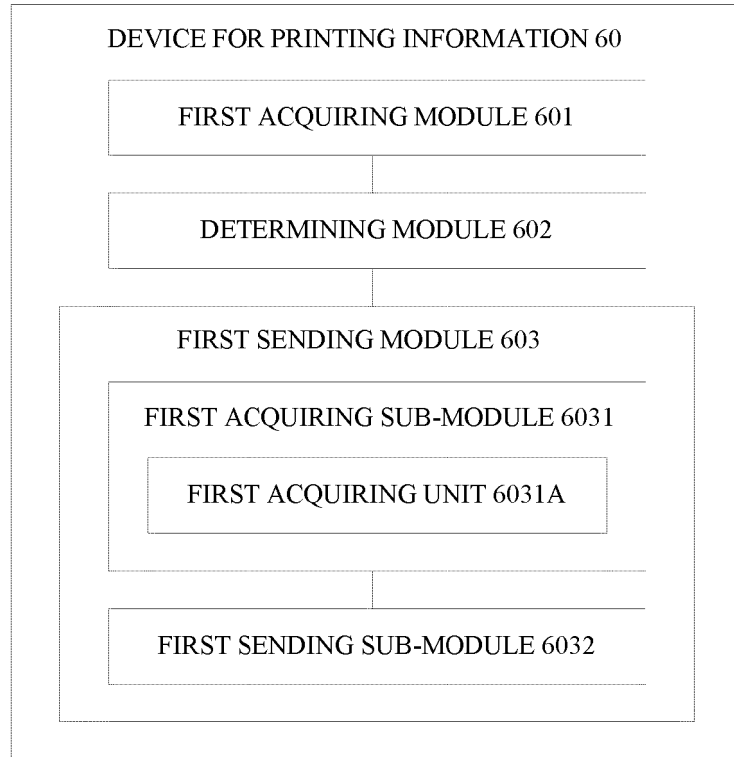 DEVICE FOR PRINTING INFORMATION 60
FIRST ACQUIRING MODULE 601
DETERMINING MODULE 602
FIRST SENDING MODULE 603
FIRST ACQUIRING SUB-MODULE 6031
FIRST ACQUIRING UNIT 6031A
FIRST SENDING SUB-MODULE 6032